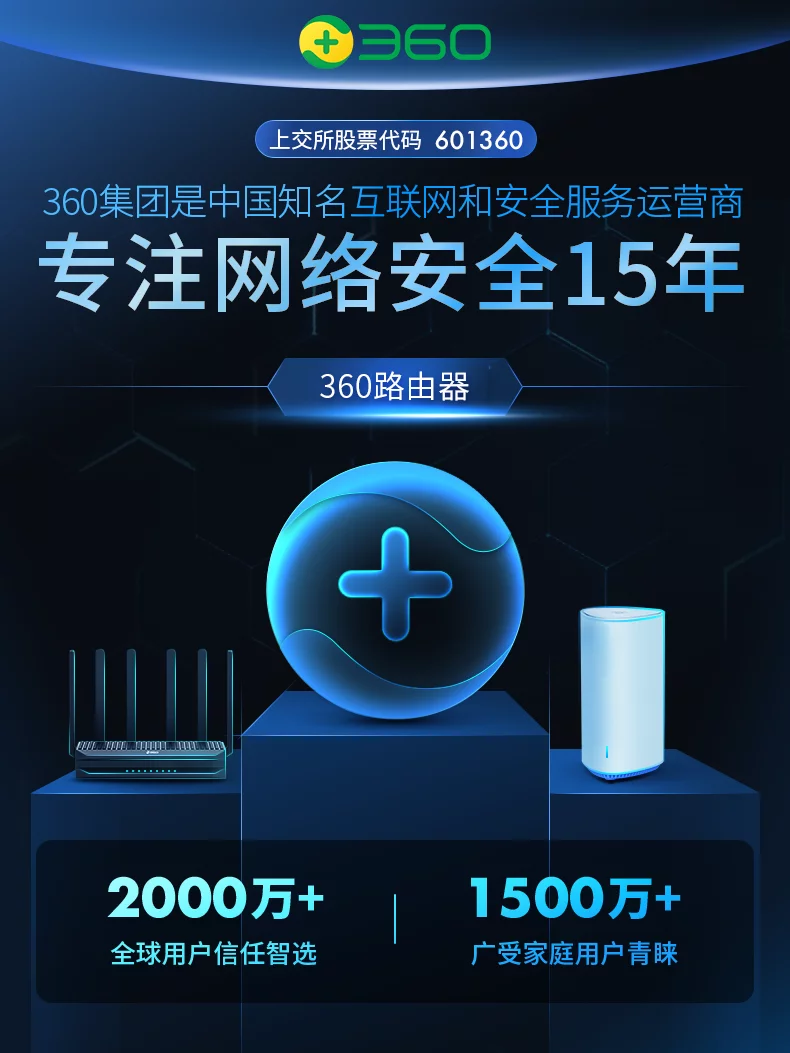 360
上交所股票代码 601360
360集团是中国知名互联网和安全服务运营商
专注网络安全15年
360路由器
2000万+
全球用户信任智选
1500万+
广受家庭用户青睐